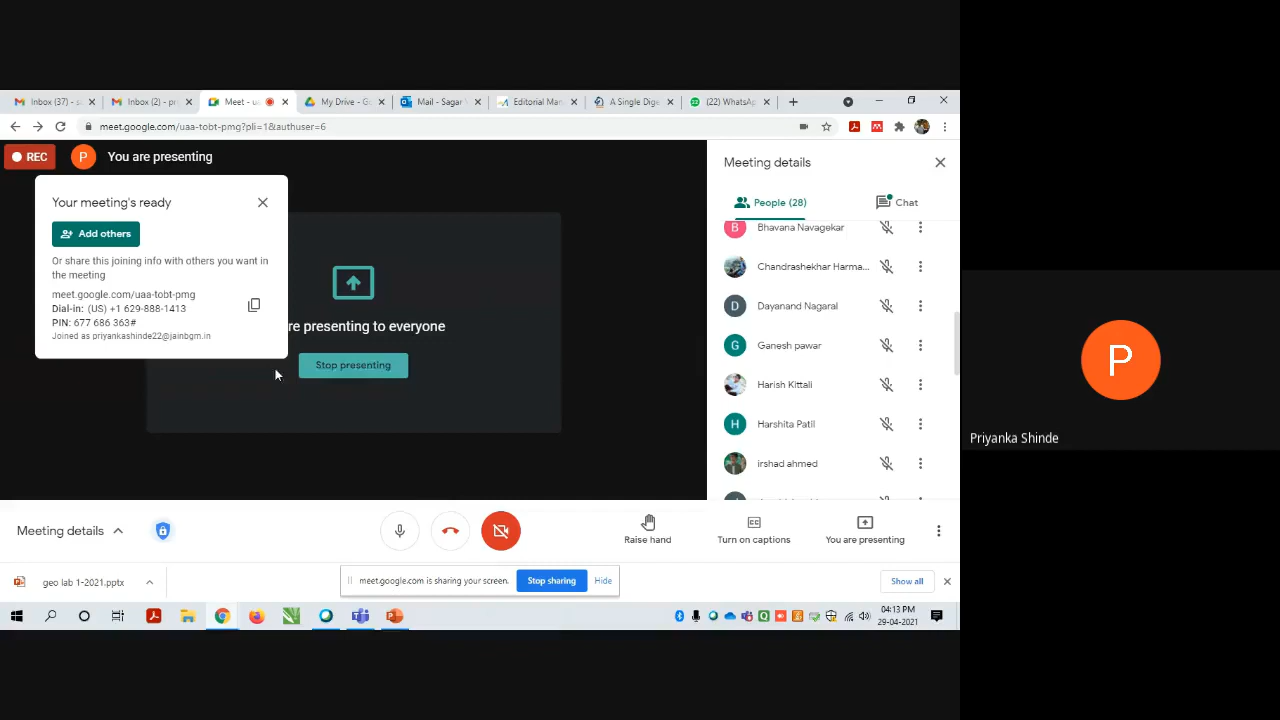 Inbox (37) - s
Inbox (2) - pr
Meet - ua
My Drive - Go
Mail - Sagar
Editorial Man
A Single Dige
(22) WhatsAp
meet.google.com/uaa-tobt-pmg?pli=1&authuser=6
REC
P
You are presenting
Your meeting's ready
Add others
Or share this joining info with others you want in
the meeting
meet.google.com/uaa-tobt-pmg
Dial-in: (US) +1 629-888-1413
PIN: 677 686 363#
Joined as priyankashinde22@jainbgm.in
re presenting to everyone
Stop presenting
Meeting details
People (28)
Chat
B Bhavana Navagekar
Chandrashekhar Harma...
D Dayanand Nagaral
G Ganesh pawar
Harish Kittali
H Harshita Patil
irshad ahmed
P
Priyanka Shinde
Meeting details
Raise hand
Turn on captions
You are presenting
geo lab 1-2021.pptx
meet.google.com is sharing your screen.
Stop sharing
Hide
Show all
04:13 PM
29-04-2021